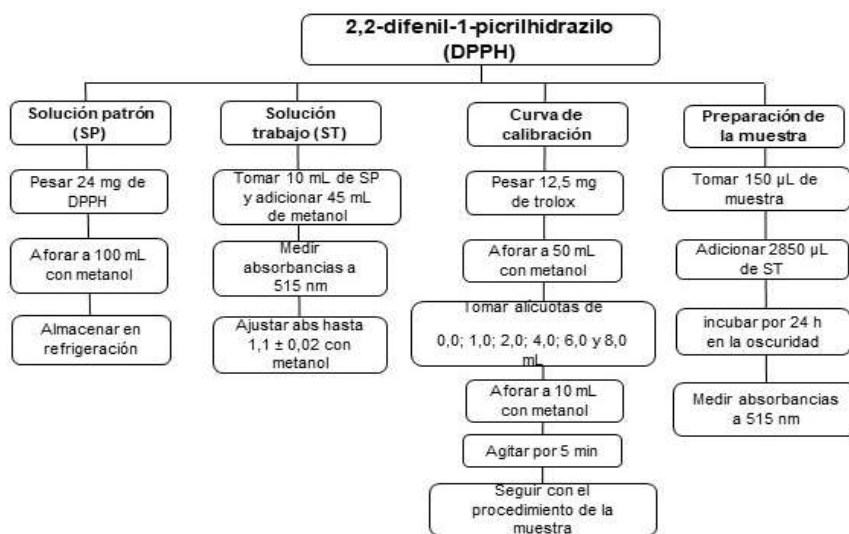 2,2-difenil-1-picrilhidrazilo
(DPPH)
Solución patrón
(SP)
Pesar 24 mg de
DPPH
Aforar a 100 mL
con metanol
Almacenar en
refrigeración
Solución
trabajo (ST)
Tomar 10 mL de SP
y adicionar 45 mL
de metanol
Medir
absorbancias a
515 nm
Ajustar abs hasta
1,1 ± 0,02 con
metanol
Curva de
calibración
Pesar 12,5 mg
de trolox
Aforar a 50 mL
con metanol
Tomar alícuotas de
0,0; 1,0; 2,0; 4,0; 6,0 y 8,0
mL
Aforar a 10 mL
con metanol
Agitar por 5 min
Seguir con el
procedimiento de la
muestra
Preparación de
la muestra
Tomar 150 µL de
muestra
Adicionar 2850 µL
de ST
incubar por 24 h
en la oscuridad
Medir absorbancias
a 515 nm